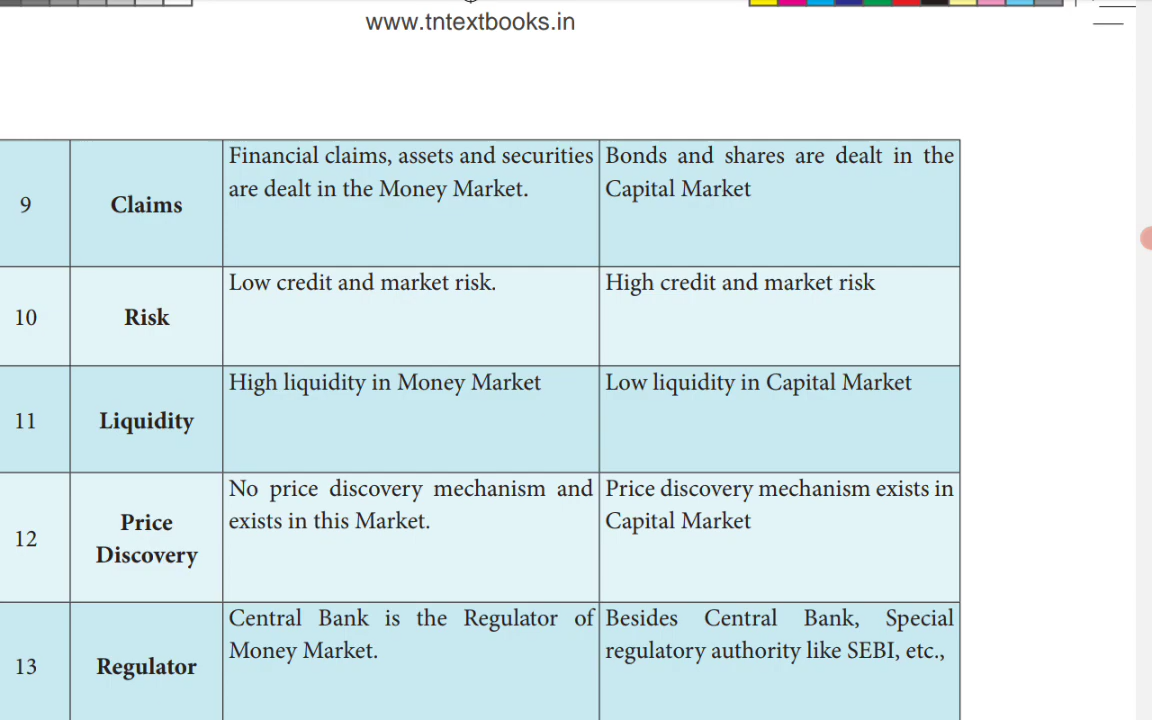 www.tntextbooks.in
9
Claims
Financial claims, assets and securities
are dealt in the Money Market.
Bonds and shares are dealt in the
Capital Market
10
Risk
Low credit and market risk.
High credit and market risk
11
Liquidity
High liquidity in Money Market
Low liquidity in Capital Market
12
Price
Discovery
No price discovery mechanism and
exists in this Market.
Price discovery mechanism exists in
Capital Market
13
Regulator
Central Bank is the Regulator of
Money Market.
Besides Central Bank, Special
regulatory authority like SEBI, etc.,